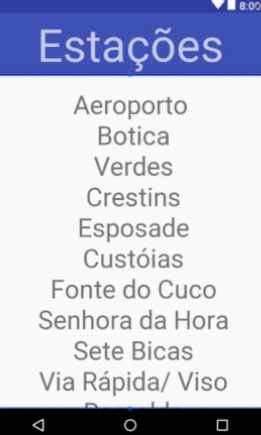 8:00
Estações
Aeroporto
Botica
Verdes
Crestins
Esposade
Custóias
Fonte do Cuco
Senhora da Hora
Sete Bicas
Via Rápida/ Viso